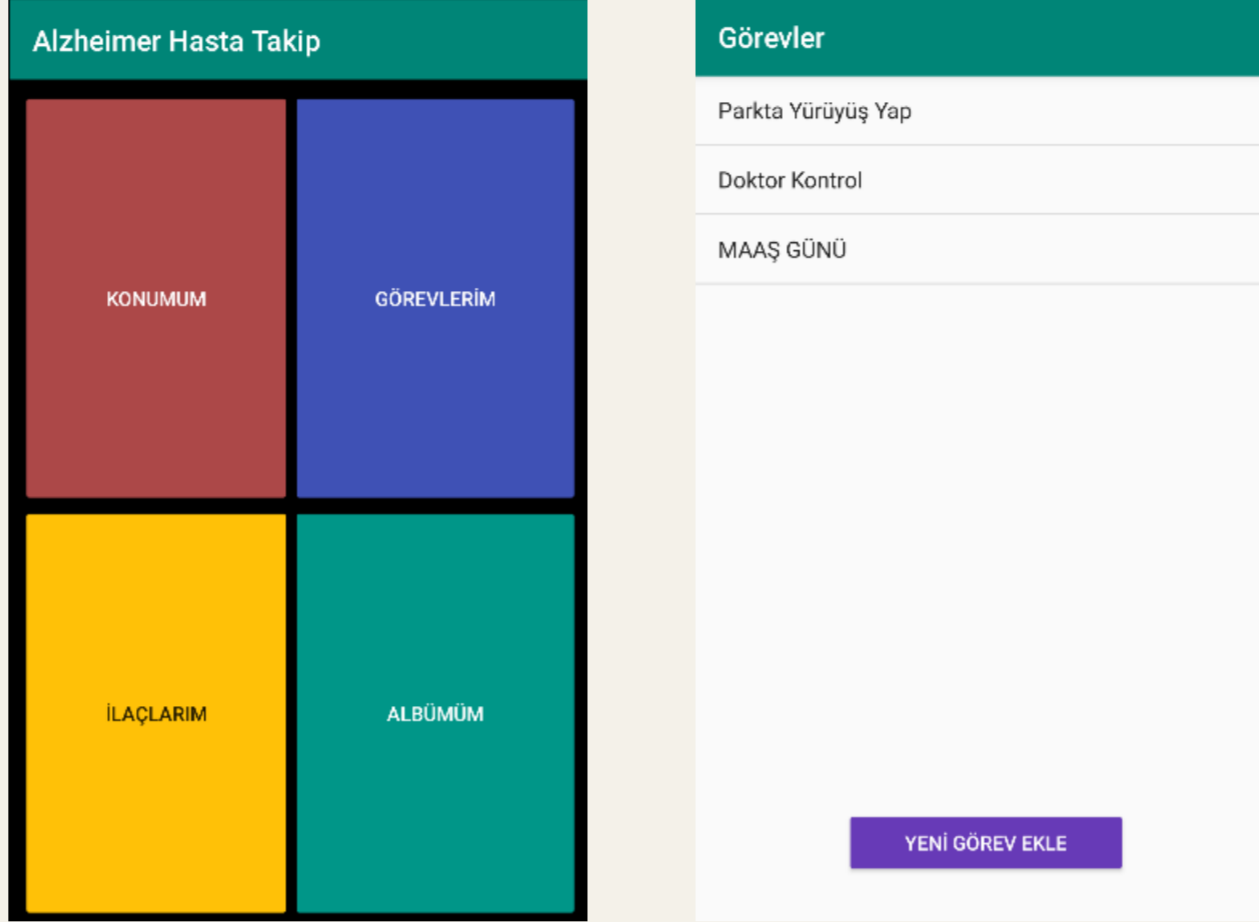 Alzheimer Hasta Takip
KONUMUM
GÖREVLERİM
İLAÇLARIM
ALBÜMÜM
Görevler
Parkta Yürüyüş Yap
Doktor Kontrol
MAAŞ GÜNÜ
YENİ GÖREV EKLE